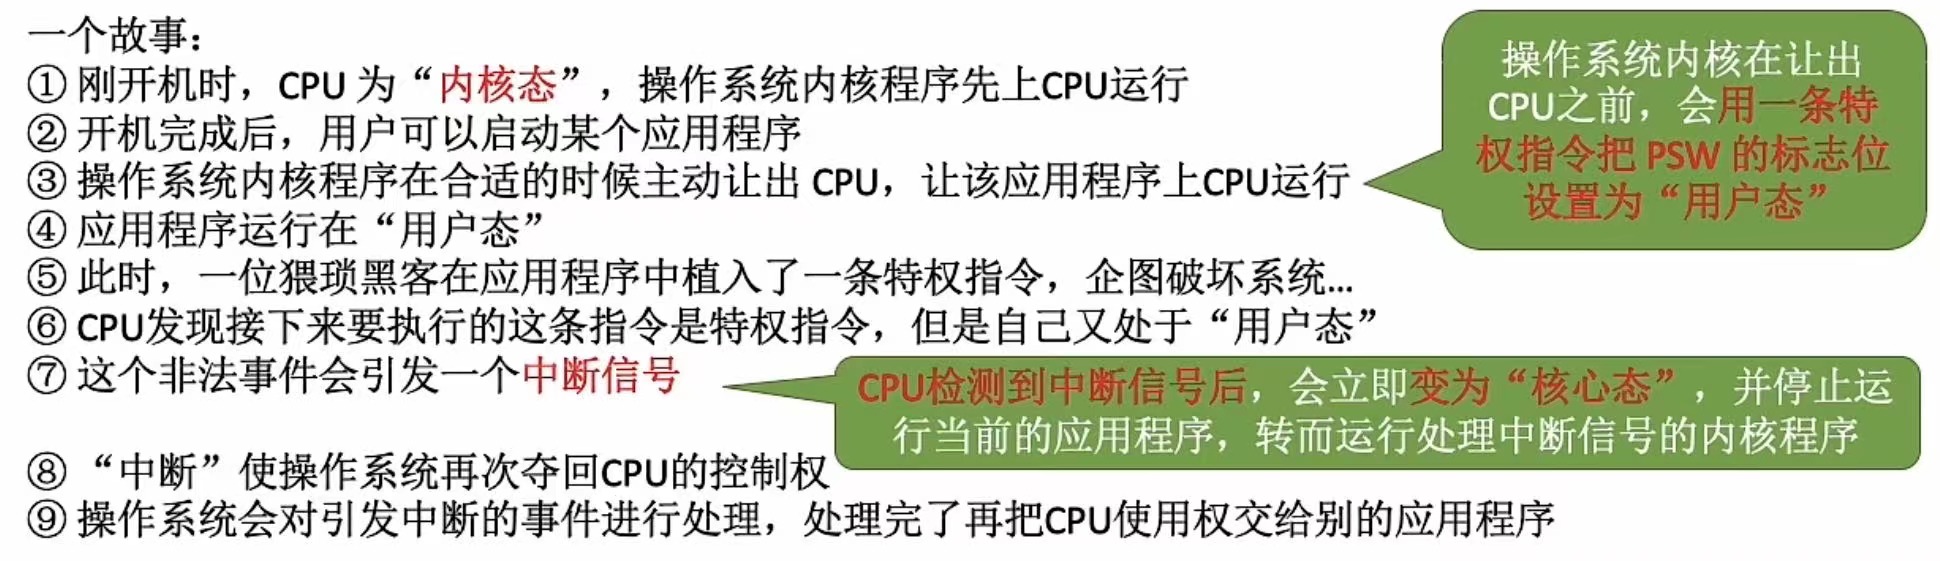 一个故事：
① 刚开机时，CPU 为“内核态”，操作系统内核程序先上CPU运行
② 开机完成后，用户可以启动某个应用程序
③ 操作系统内核程序在合适的时候主动让出 CPU，让该应用程序上CPU运行
④ 应用程序运行在“用户态”
⑤ 此时，一位猥琐黑客在应用程序中植入了一条特权指令，企图破坏系统...
⑥ CPU发现接下来要执行的这条指令是特权指令，但是自己又处于“用户态”
⑦ 这个非法事件会引发一个中断信号
⑧ “中断”使操作系统再次夺回CPU的控制权
⑨ 操作系统会对引发中断的事件进行处理，处理完了再把CPU使用权交给别的应用程序
操作系统内核在让出
CPU之前，会用一条特
权指令把 PSW 的标志位
设置为“用户态”
CPU检测到中断信号后，会立即变为“核心态”，并停止运
行当前的应用程序，转而运行处理中断信号的内核程序